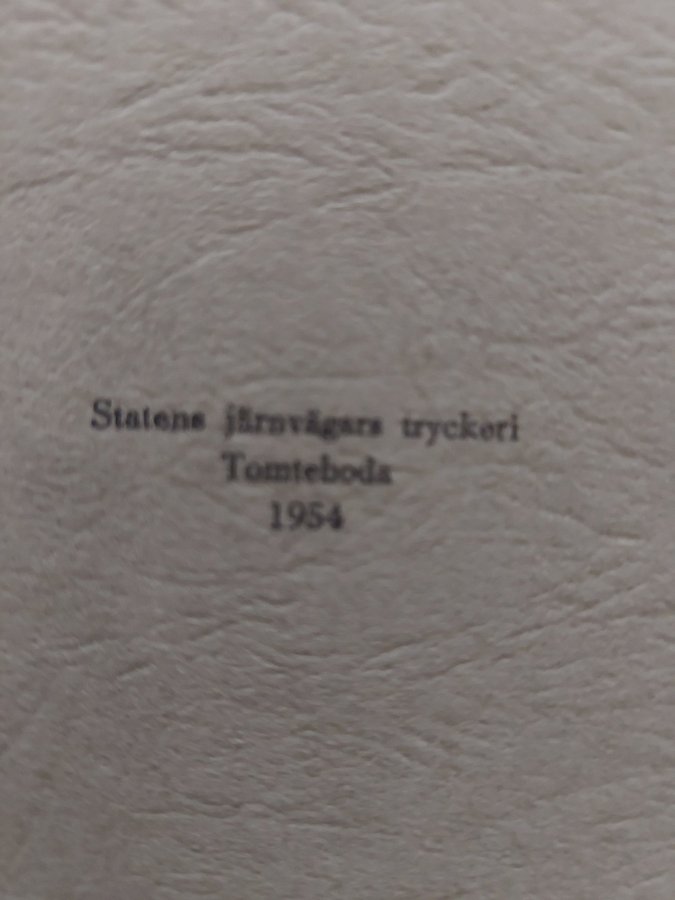 Statens järnvägars tryckeri
Tomteboda
1954